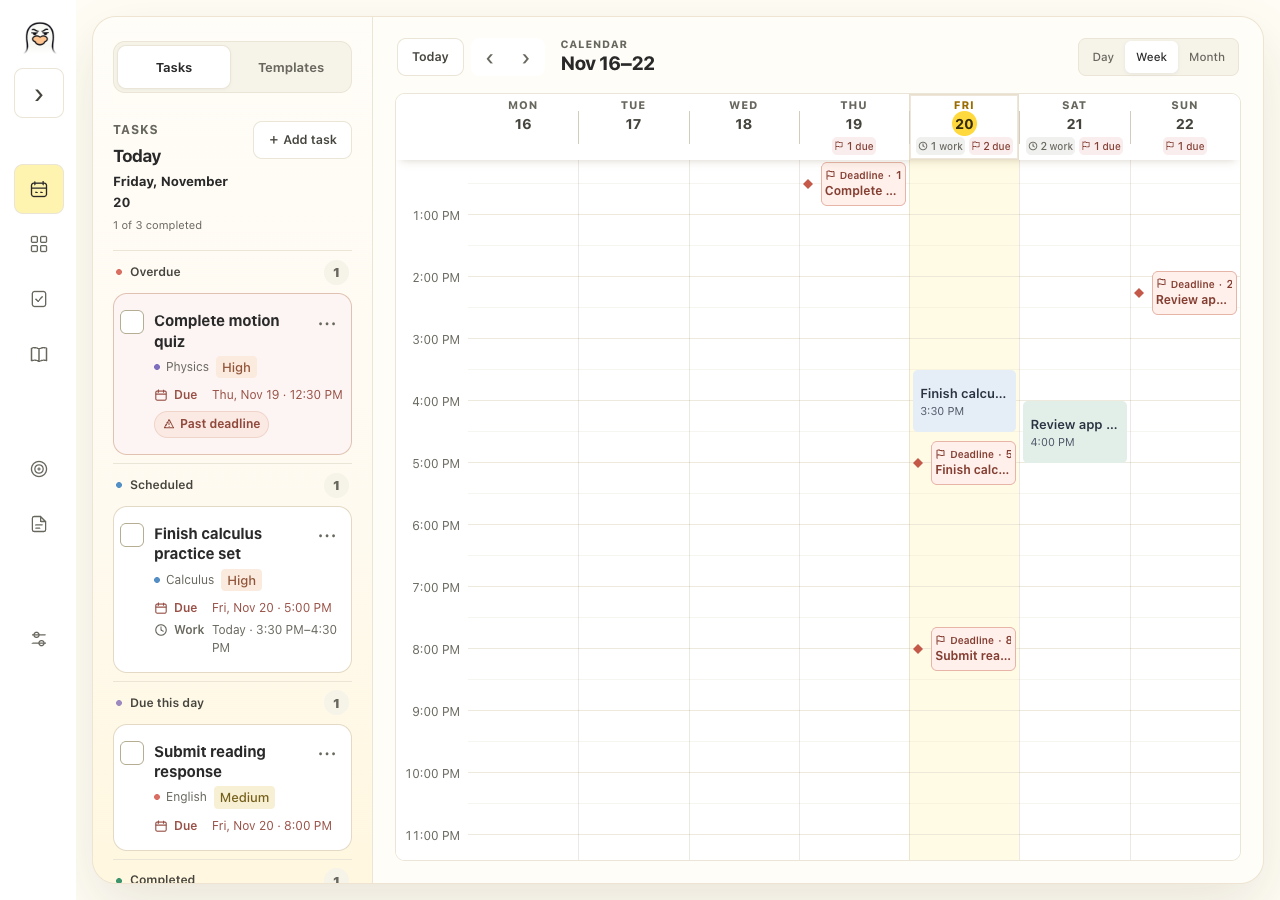 Tasks
Templates
TASKS
Today
Friday, November
20
1 of 3 completed
+ Add task
Overdue
1
Complete motion
quiz
Physics
High
Due
Thu, Nov 19 · 12:30 PM
Past deadline
Scheduled
1
Finish calculus
practice set
Calculus
High
Due
Fri, Nov 20 · 5:00 PM
Work
Today · 3:30 PM–4:30
PM
Due this day
1
Submit reading
response
English
Medium
Due
Fri, Nov 20 · 8:00 PM
Completed
1
Today
CALENDAR
Nov 16–22
Day
Week
Month
MON
16
TUE
17
WED
18
THU
19
1 due
FRI
20
1 work
2 due
SAT
21
2 work
1 due
SUN
22
1 due
1:00 PM
2:00 PM
3:00 PM
4:00 PM
5:00 PM
6:00 PM
7:00 PM
8:00 PM
9:00 PM
10:00 PM
11:00 PM
Deadline · 1
Complete ...
Finish calcu...
3:30 PM
Deadline · 5
Finish calc...
Deadline · 8
Submit rea...
Review app ...
4:00 PM
Deadline · 2
Review ap...